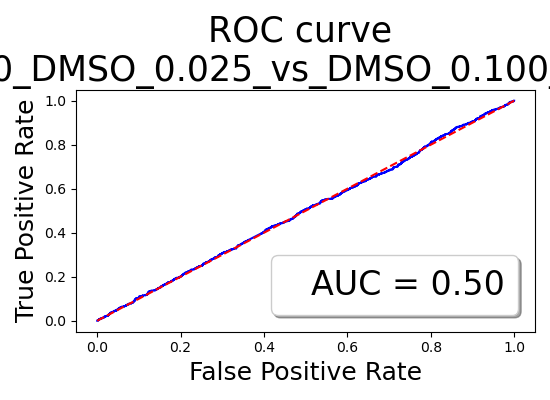 ROC curve
0_DMSO_0.025_vs_DMSO_0.100_
True Positive Rate
1.0
0.8
0.6
0.4
0.2
0.0
AUC = 0.50
0.0 0.2 0.4 0.6 0.8 1.0
False Positive Rate